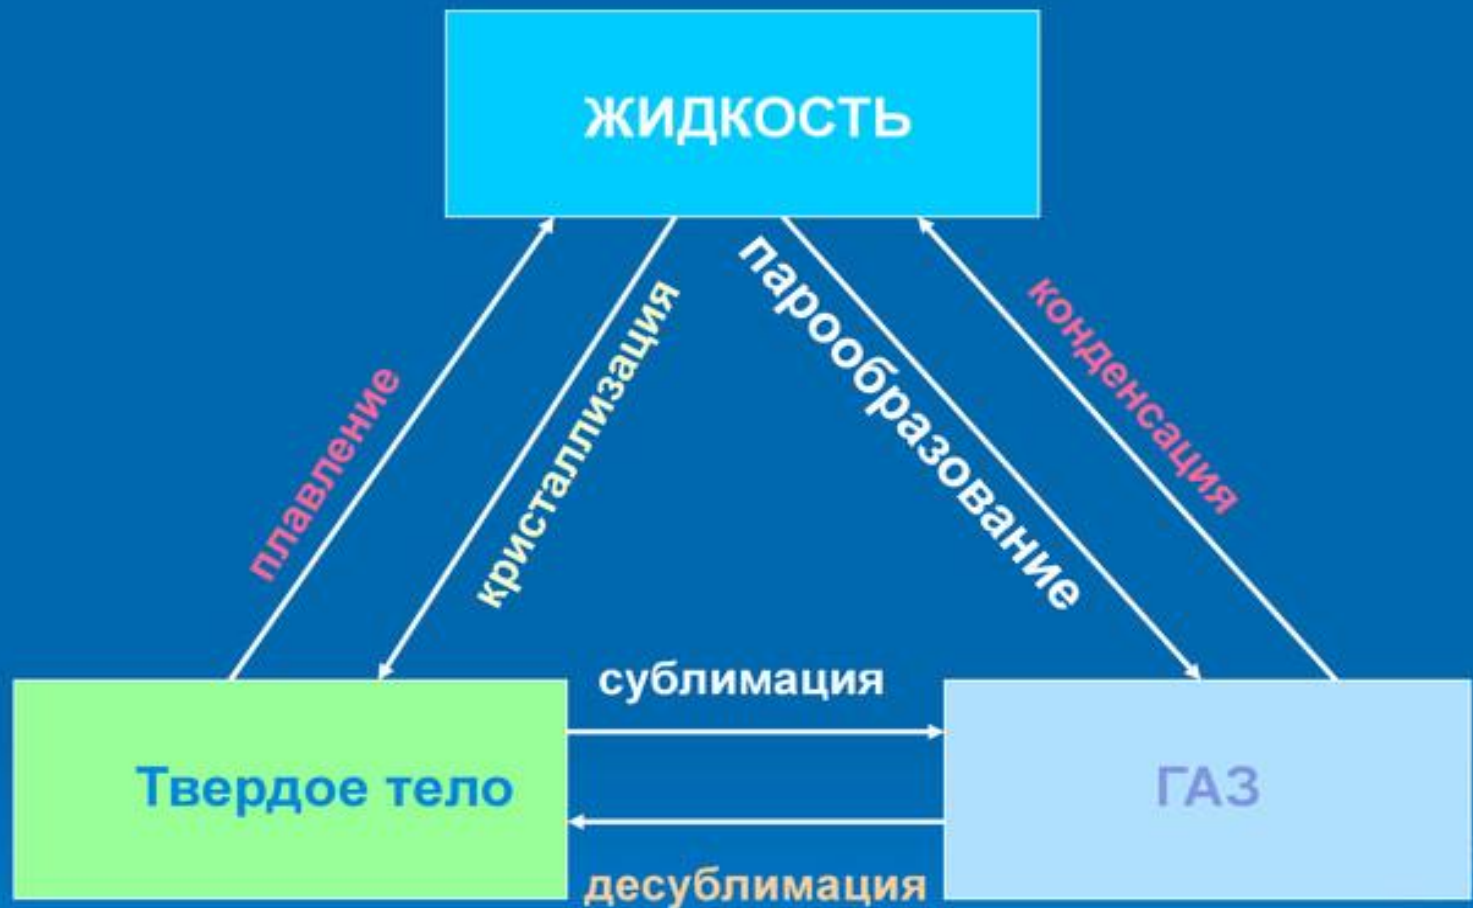 ЖИДКОСТЬ
плавление
кристаллизация
парообразование
конденсация
сублимация
Твердое тело
ГАЗ
десублимация